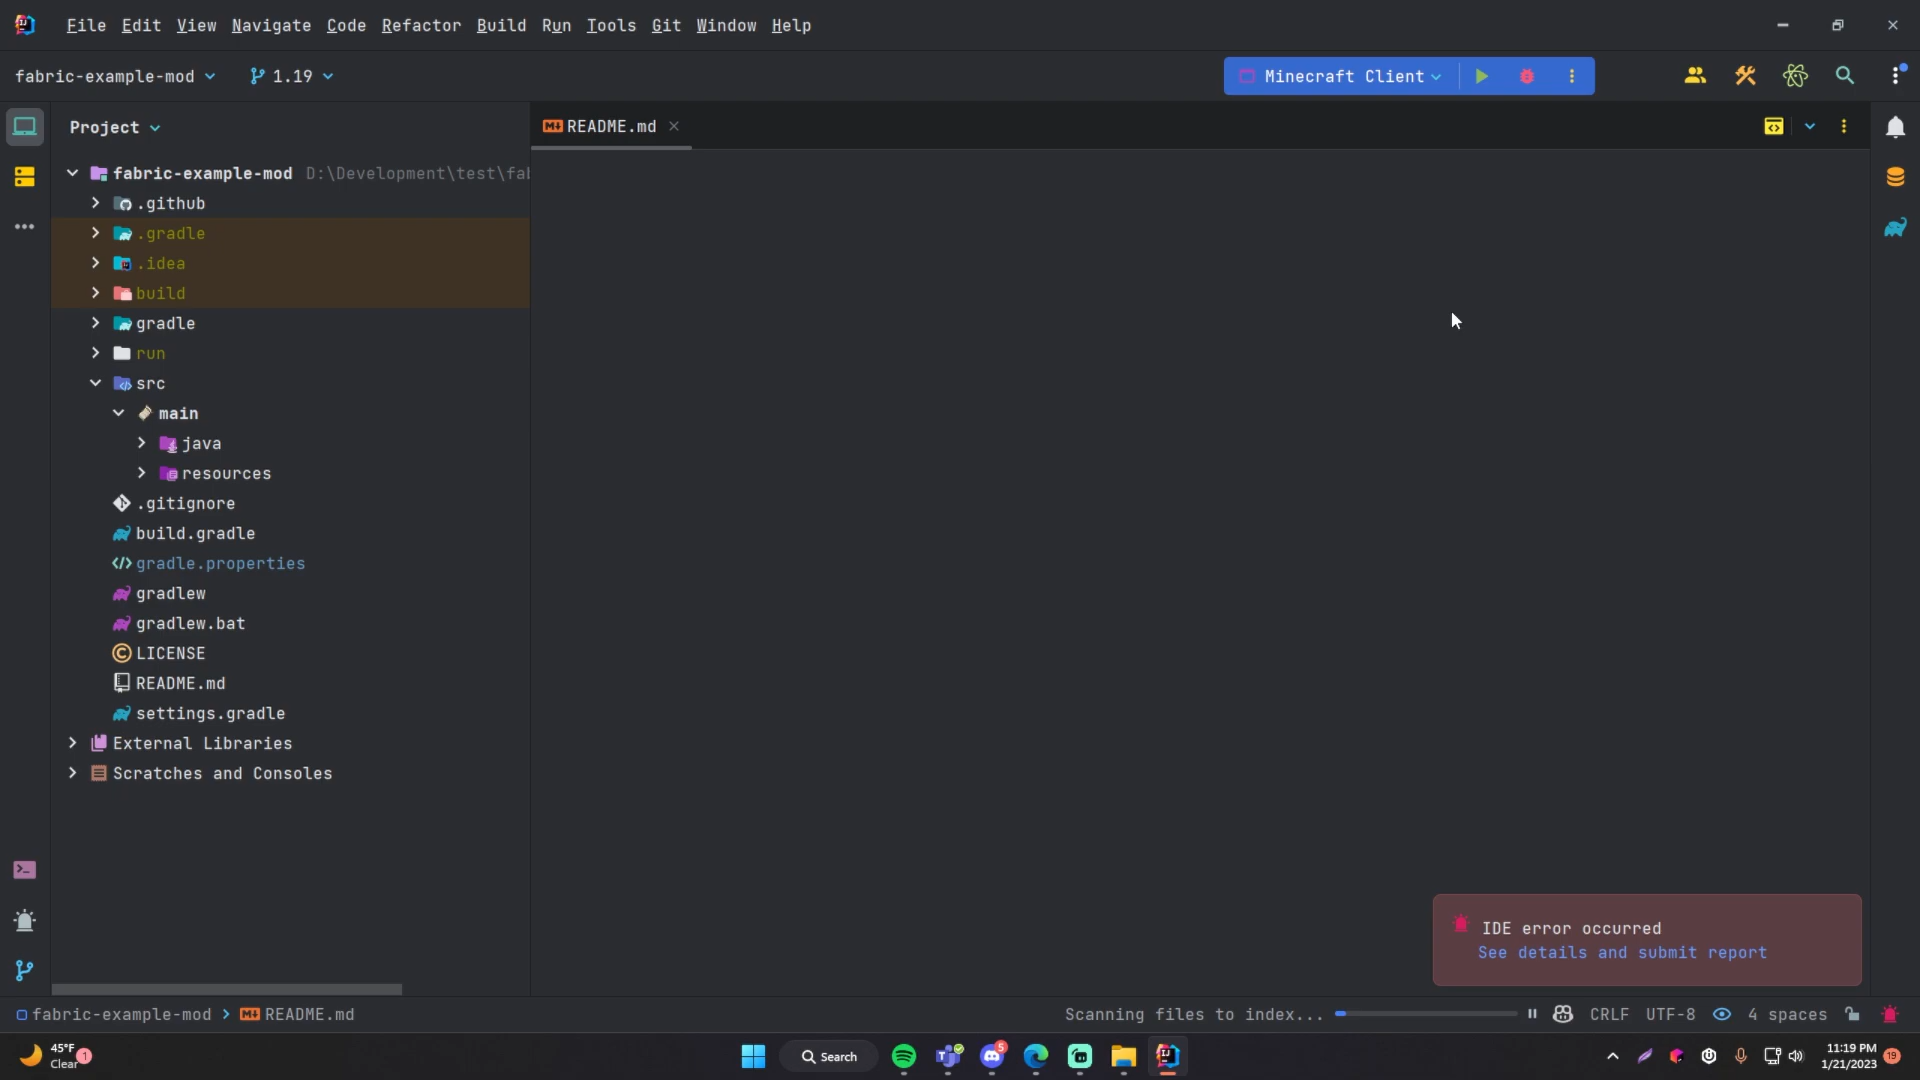 File Edit View Navigate Code Refactor Build Run Tools Git Window Help
fabric-example-mod 1.19 Minecraft Client
Project
README.md
fabric-example-mod D:\Development\test\fa
.github
.gradle
.idea
build
gradle
run
src
main
java
resources
.gitignore
build.gradle
gradle.properties
gradlew
gradlew.bat
LICENSE
README.md
settings.gradle
External Libraries
Scratches and Consoles
IDE error occurred
See details and submit report
fabric-example-mod README.md Scanning files to index... CRLF UTF-8 4 spaces
45°F
Clear
1
Search
5
11:19 PM
1/21/2023
19